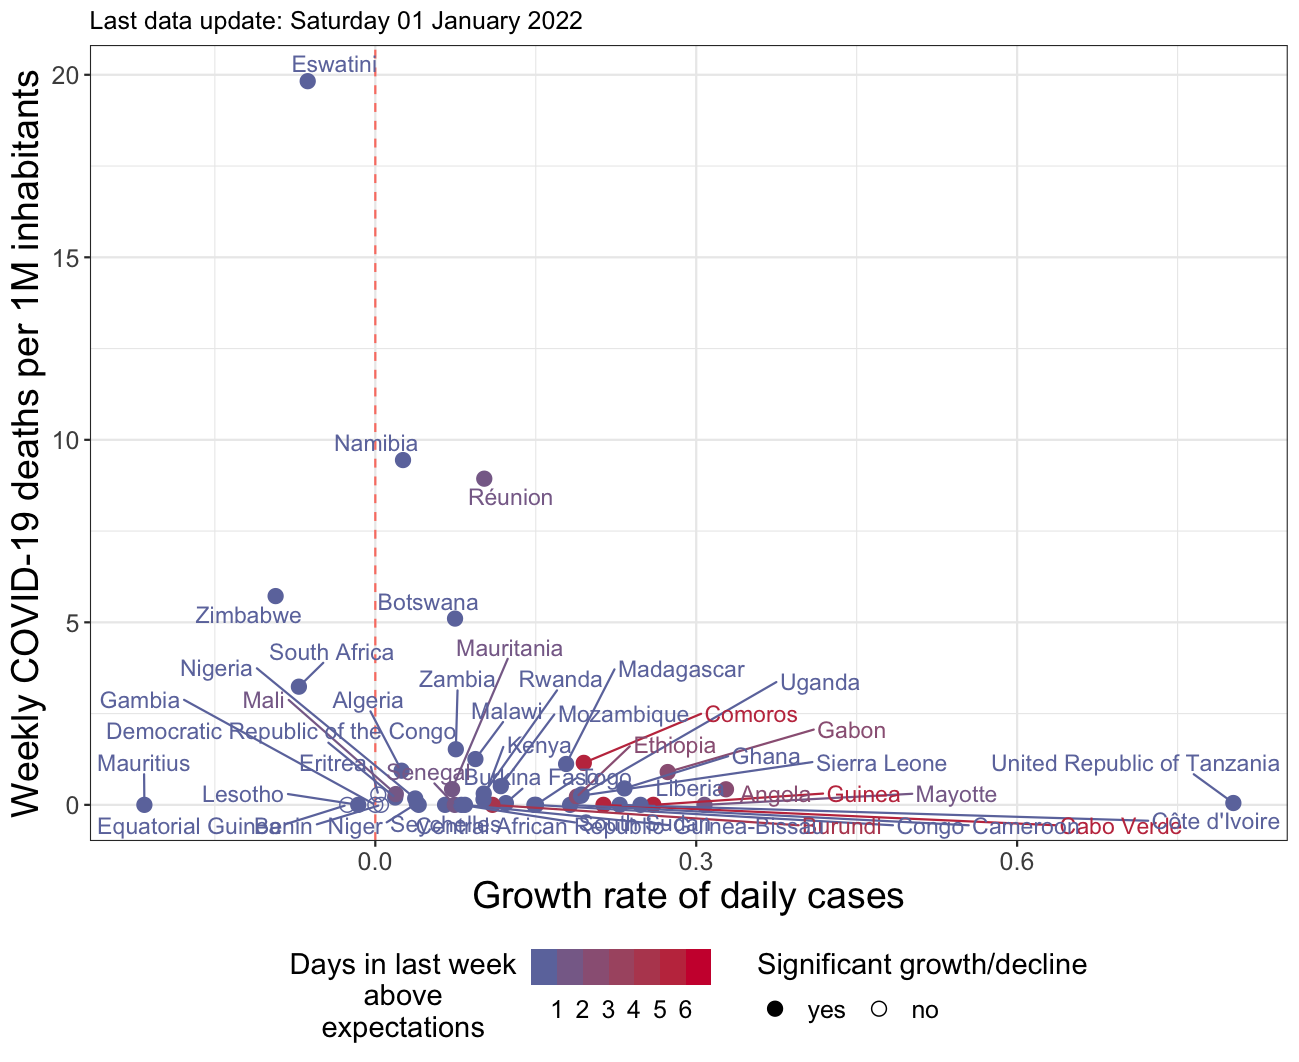 Last data update: Saturday 01 January 2022
Weekly COVID-19 deaths per 1M inhabitants
20
15
10
5
0
Eswatini
Namibia
Réunion
Zimbabwe
Botswana
South Africa
Mauritania
Nigeria
Madagascar
Zambia
Rwanda
Uganda
Gambia
Mali
Algeria
Malawi
Mozambique
Comoros
Democratic Republic of the Congo
Gabon
Kenya
Ethiopia
Ghana
Mauritius
Eritrea
Senegal
Sierra Leone
United Republic of Tanzania
Burkina Faso
Togo
Liberia
Lesotho
Angola
Guinea
Mayotte
Equatorial Guinea
Benin
Niger
Seychelles
Central African Republic
South Sudan
Guinea-Bissau
Burundi
Congo
Cameroon
Cabo Verde
Côte d'Ivoire
0.0
0.3
0.6
Growth rate of daily cases
Days in last week
above
expectations
1 2 3 4 5 6
Significant growth/decline
yes
no